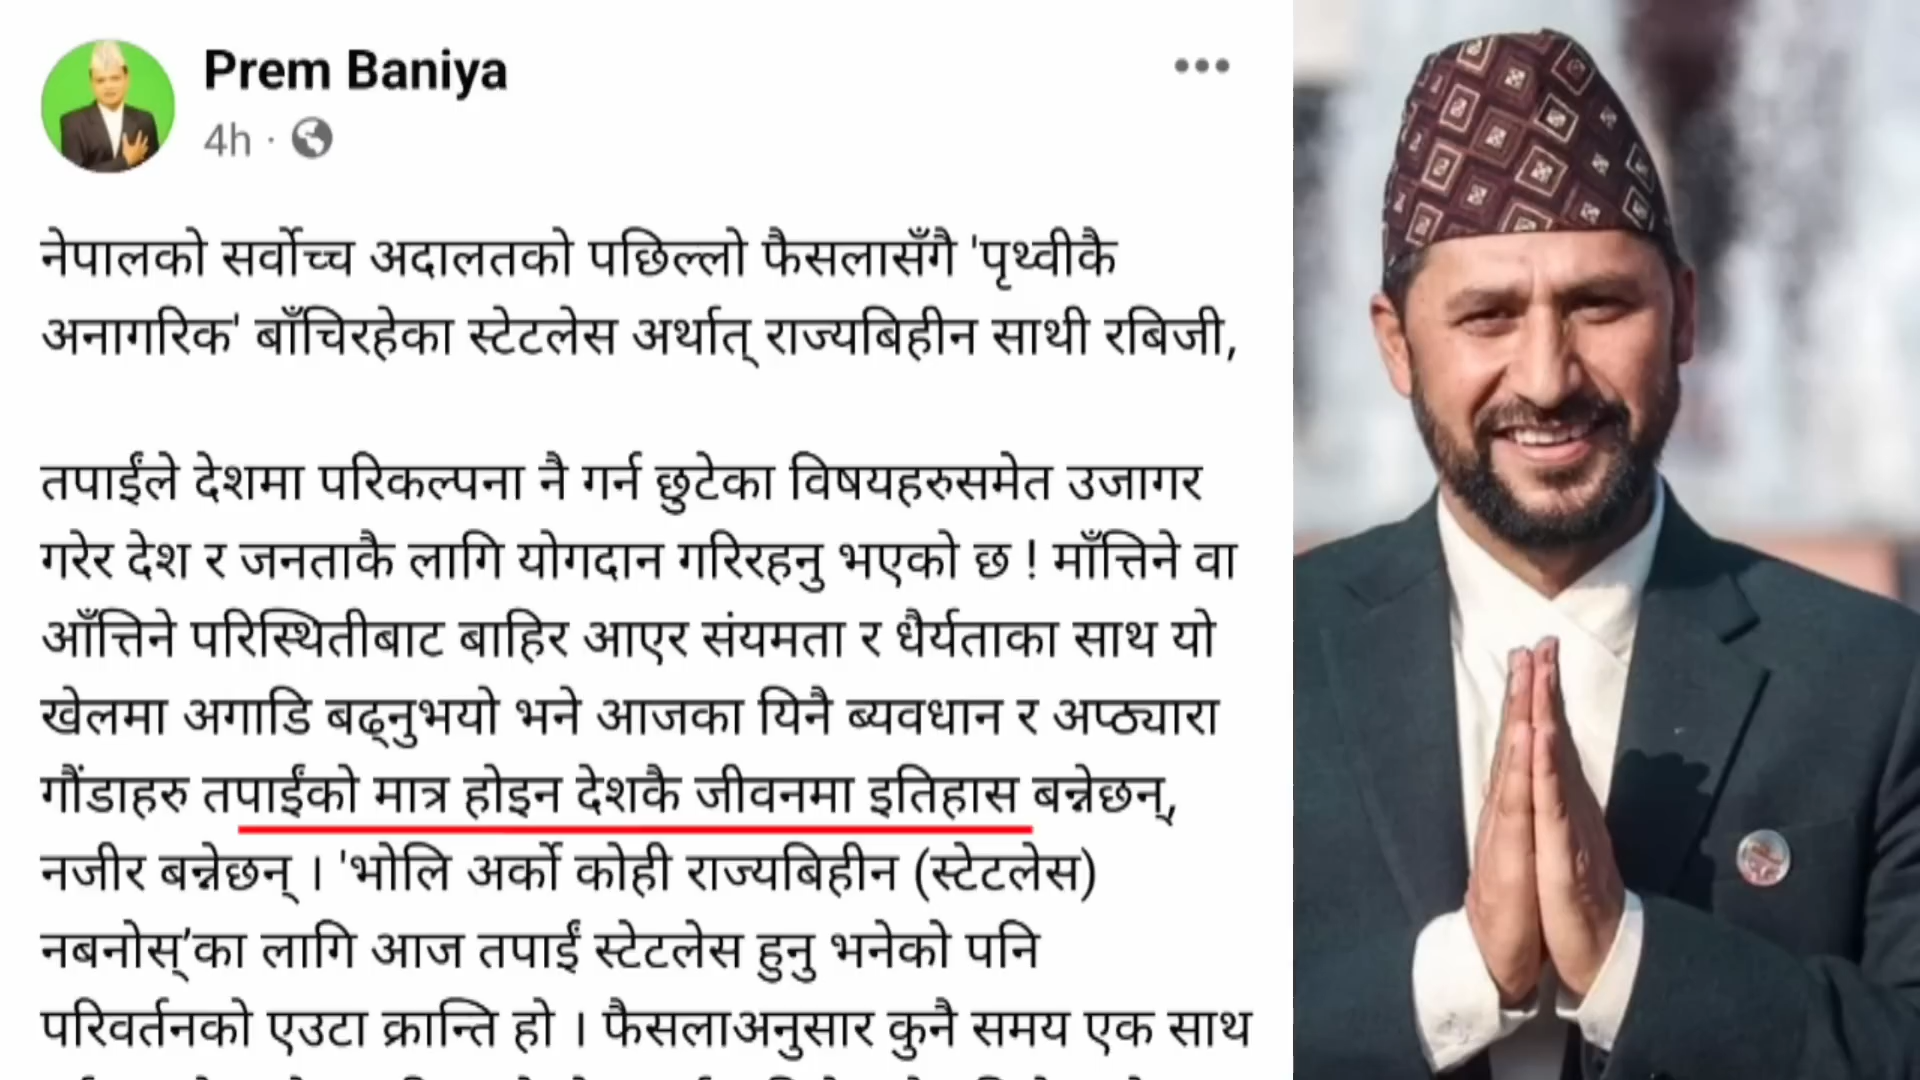 Prem Baniya
4h ·
नेपालको सर्वोच्च अदालतको पछिल्लो फैसलासँगै 'पृथ्वीकै
अनागरिक' बाँचिरहेका स्टेटलेस अर्थात् राज्यबिहीन साथी रबिजी,
तपाईंले देशमा परिकल्पना नै गर्न छुटेका विषयहरुसमेत उजागर
गरेर देश र जनताकै लागि योगदान गरिरहनु भएको छ ! माँत्तिने वा
आँत्तिने परिस्थितीबाट बाहिर आएर संयमता र धैर्यताका साथ यो
खेलमा अगाडि बढ्नुभयो भने आजका यिनै ब्यवधान र अप्ठ्यारा
गौंडाहरु तपाईंको मात्र होइन देशकै जीवनमा इतिहास बन्नेछन्,
नजीर बन्नेछन् । 'भोलि अर्को कोही राज्यबिहीन (स्टेटलेस)
नबनोस्'का लागि आज तपाईं स्टेटलेस हुनु भनेको पनि
परिवर्तनको एउटा क्रान्ति हो । फैसलाअनुसार कुनै समय एक साथ